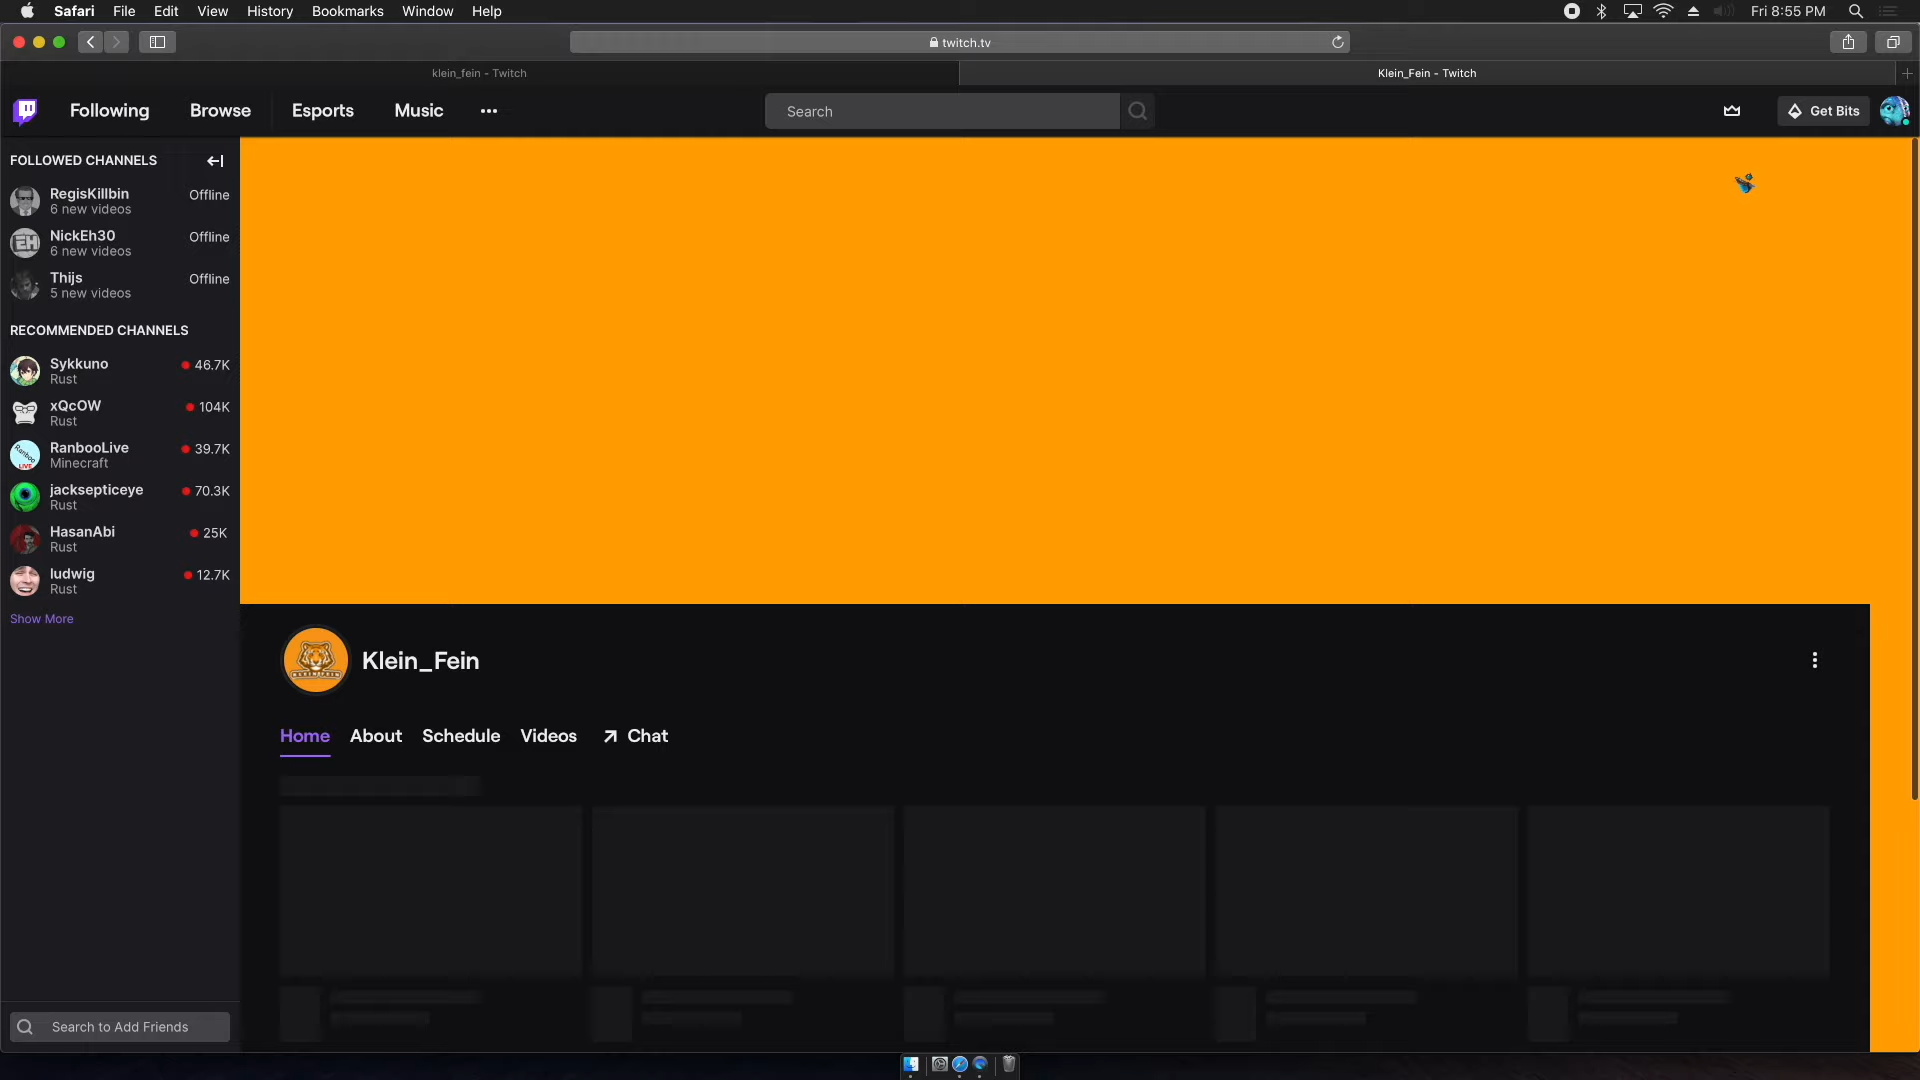 Safari File Edit View History Bookmarks Window Help Fri 8:55 PM
twitch.tv
klein_fein - Twitch Klein_Fein - Twitch
Following Browse Esports Music Search Get Bits
FOLLOWED CHANNELS
RegisKillbin Offline
6 new videos
NickEh30 Offline
6 new videos
Thijs Offline
5 new videos
RECOMMENDED CHANNELS
Sykkuno 46.7K
Rust
xQcOW 104K
Rust
RanbooLive 39.7K
Minecraft
jacksepticeye 70.3K
Rust
HasanAbi 25K
Rust
ludwig 12.7K
Rust
Show More
Search to Add Friends
EH
Ranboo
LIVE
KLEINFEIN
Klein_Fein
Home About Schedule Videos Chat